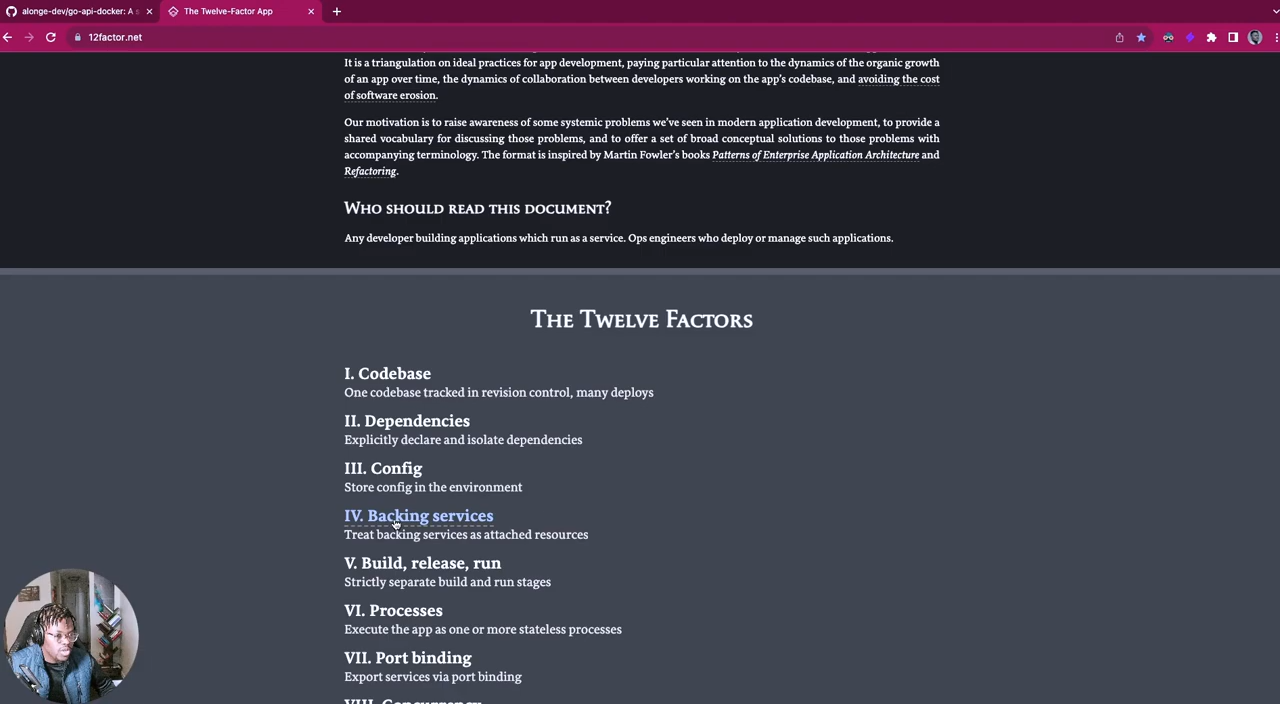 alonge-dev/go-api-docker: A
The Twelve-Factor App
12factor.net
It is a triangulation on ideal practices for app development, paying particular attention to the dynamics of the organic growth
of an app over time, the dynamics of collaboration between developers working on the app's codebase, and avoiding the cost
of software erosion.
Our motivation is to raise awareness of some systemic problems we've seen in modern application development, to provide a
shared vocabulary for discussing those problems, and to offer a set of broad conceptual solutions to those problems with
accompanying terminology. The format is inspired by Martin Fowler's books Patterns of Enterprise Application Architecture and
Refactoring.
Who should read this document?
Any developer building applications which run as a service. Ops engineers who deploy or manage such applications.
The Twelve Factors
I. Codebase
One codebase tracked in revision control, many deploys
II. Dependencies
Explicitly declare and isolate dependencies
III. Config
Store config in the environment
IV. Backing services
Treat backing services as attached resources
V. Build, release, run
Strictly separate build and run stages
VI. Processes
Execute the app as one or more stateless processes
VII. Port binding
Export services via port binding
VIII. Concurrency